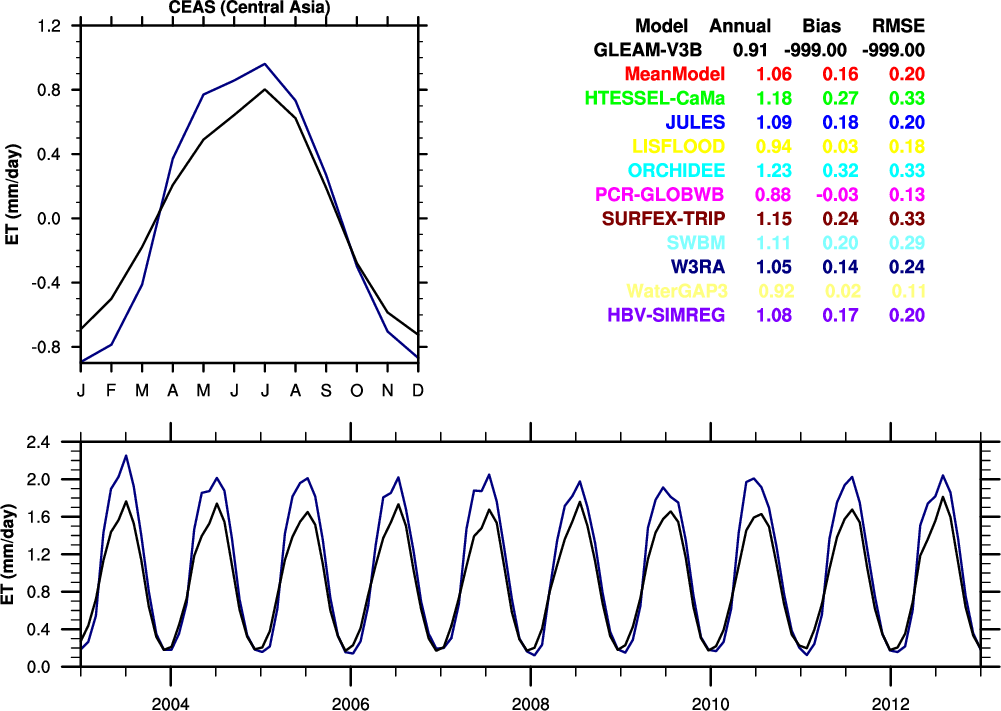 CEAS (Central Asia)
1.2
0.8
0.4
0.0
-0.4
-0.8
ET (mm/day)
J F M A M J J A S O N D
Model Annual Bias RMSE
GLEAM-V3B 0.91 -999.00 -999.00
MeanModel 1.06 0.16 0.20
HTESSEL-CaMa 1.18 0.27 0.33
JULES 1.09 0.18 0.20
LISFLOOD 0.94 0.03 0.18
ORCHIDEE 1.23 0.32 0.33
PCR-GLOBWB 0.88 -0.03 0.13
SURFEX-TRIP 1.15 0.24 0.33
SWBM 1.11 0.20 0.29
W3RA 1.05 0.14 0.24
WaterGAP3 0.92 0.02 0.11
HBV-SIMREG 1.08 0.17 0.20
2.4
2.0
1.6
1.2
0.8
0.4
0.0
ET (mm/day)
2004 2006 2008 2010 2012